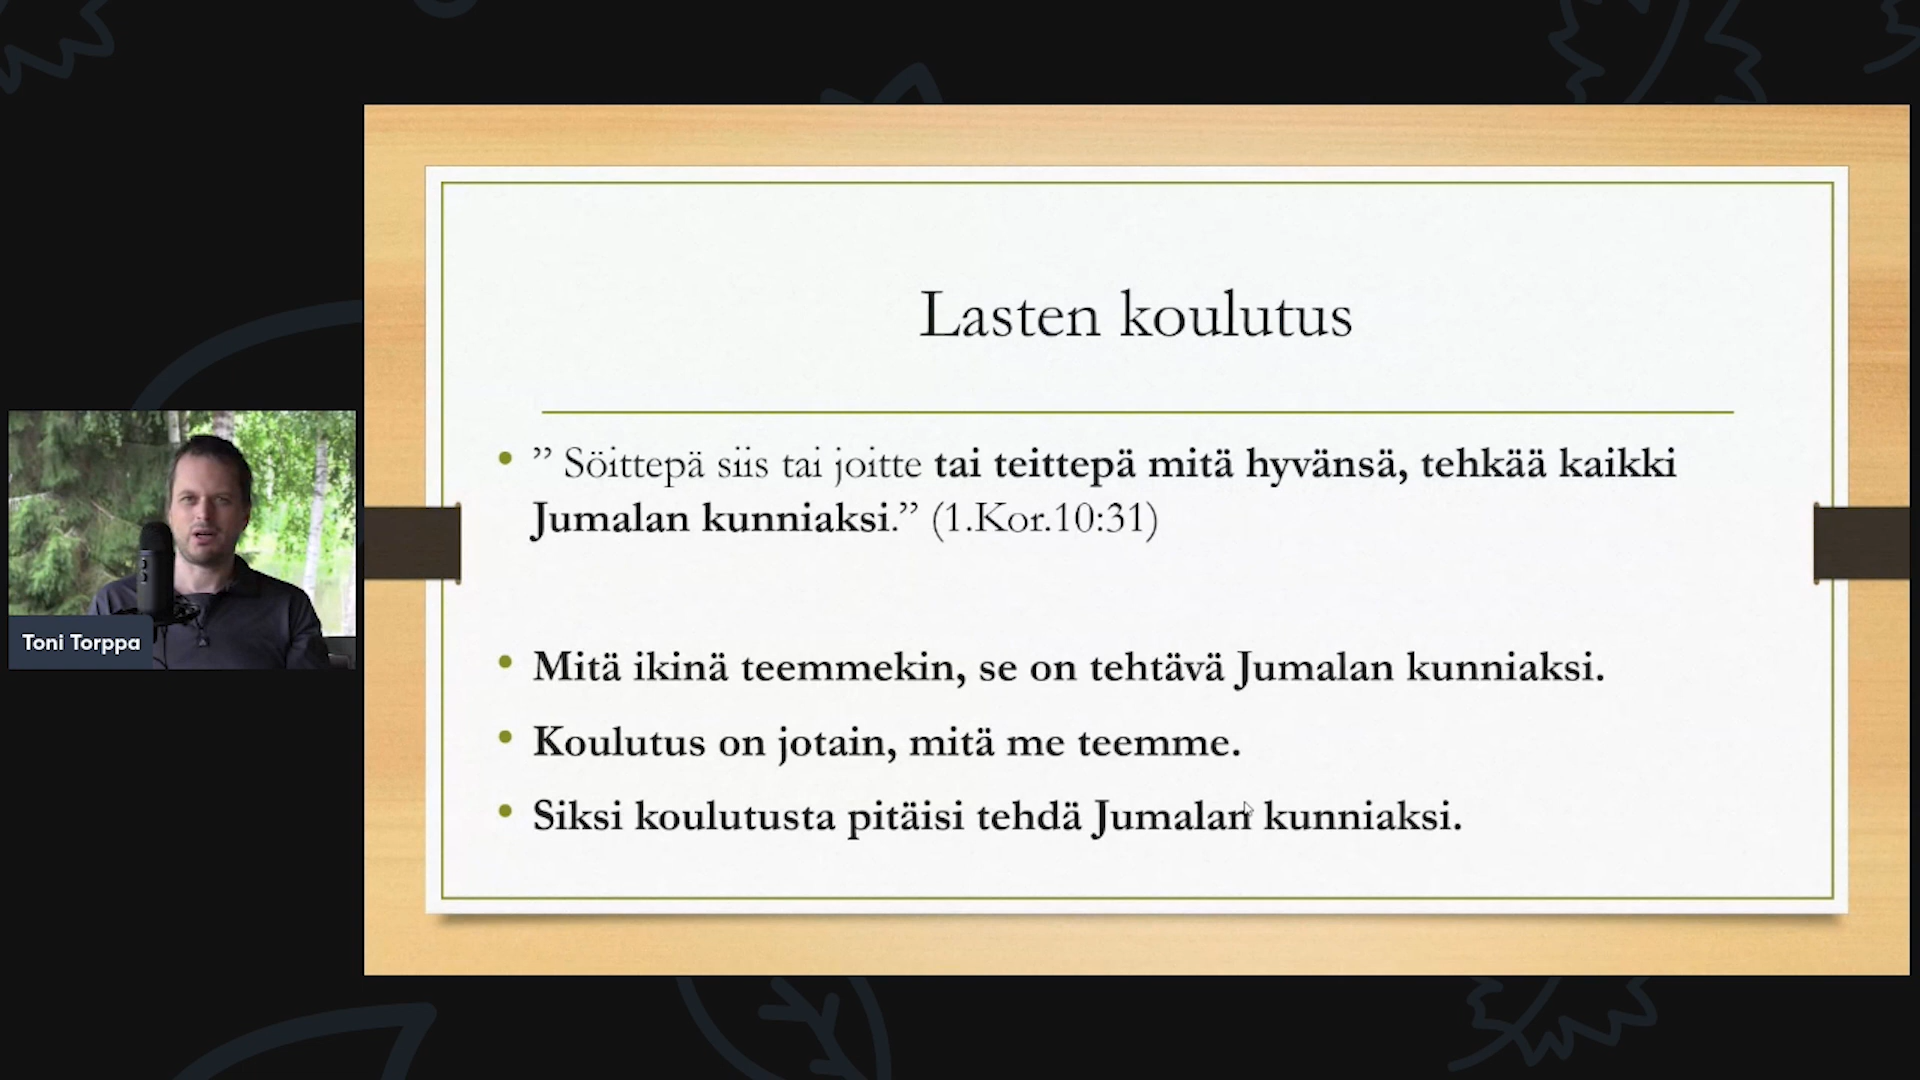 Lasten koulutus
” Söittepä siis tai joitte tai teittepä mitä hyvänsä, tehkää kaikki
Jumalan kunniaksi.” (1.Kor.10:31)
Mitä ikinä teemmekin, se on tehtävä Jumalan kunniaksi.
Koulutus on jotain, mitä me teemme.
Siksi koulutusta pitäisi tehdä Jumalan kunniaksi.
Toni Torppa